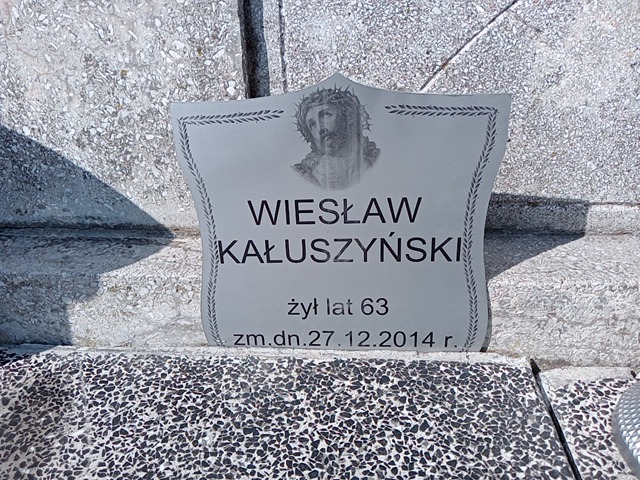 WIESŁAW
KAŁUSZYŃSKI
żył lat 63
zm.dn.27.12.2014 r.